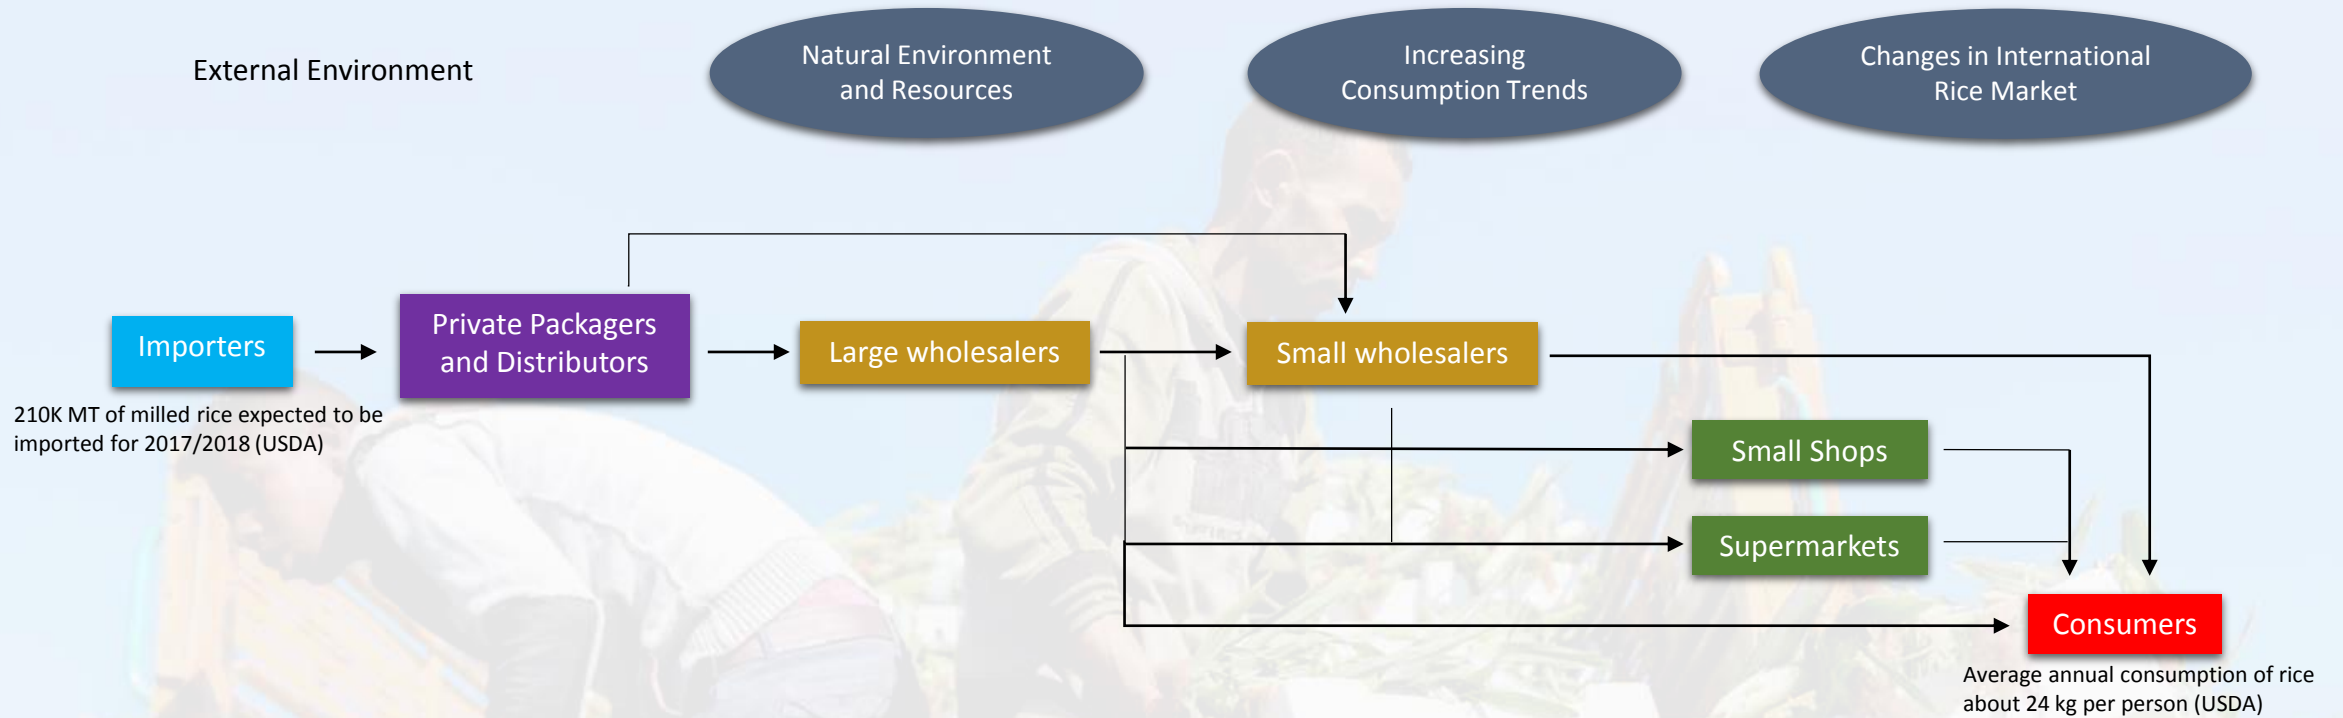 External Environment
Natural Environment
and Resources
Increasing
Consumption Trends
Changes in International
Rice Market
Importers
Private Packagers
and Distributors
Large wholesalers
Small wholesalers
210K MT of milled rice expected to be
imported for 2017/2018 (USDA)
Small Shops
Supermarkets
Consumers
Average annual consumption of rice
about 24 kg per person (USDA)